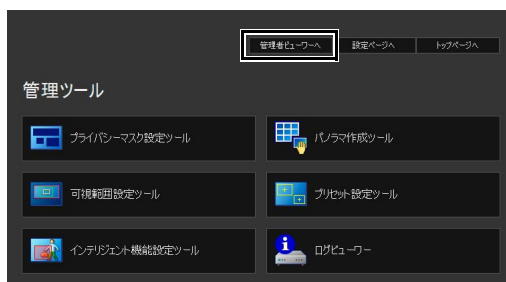 管理者ビューワーへ 設定ページへ トップページへ
管理ツール
プライバシーマスク設定ツール パノラマ作成ツール
可視範囲設定ツール プリセット設定ツール
インテリジェント機能設定ツール ログビューワー